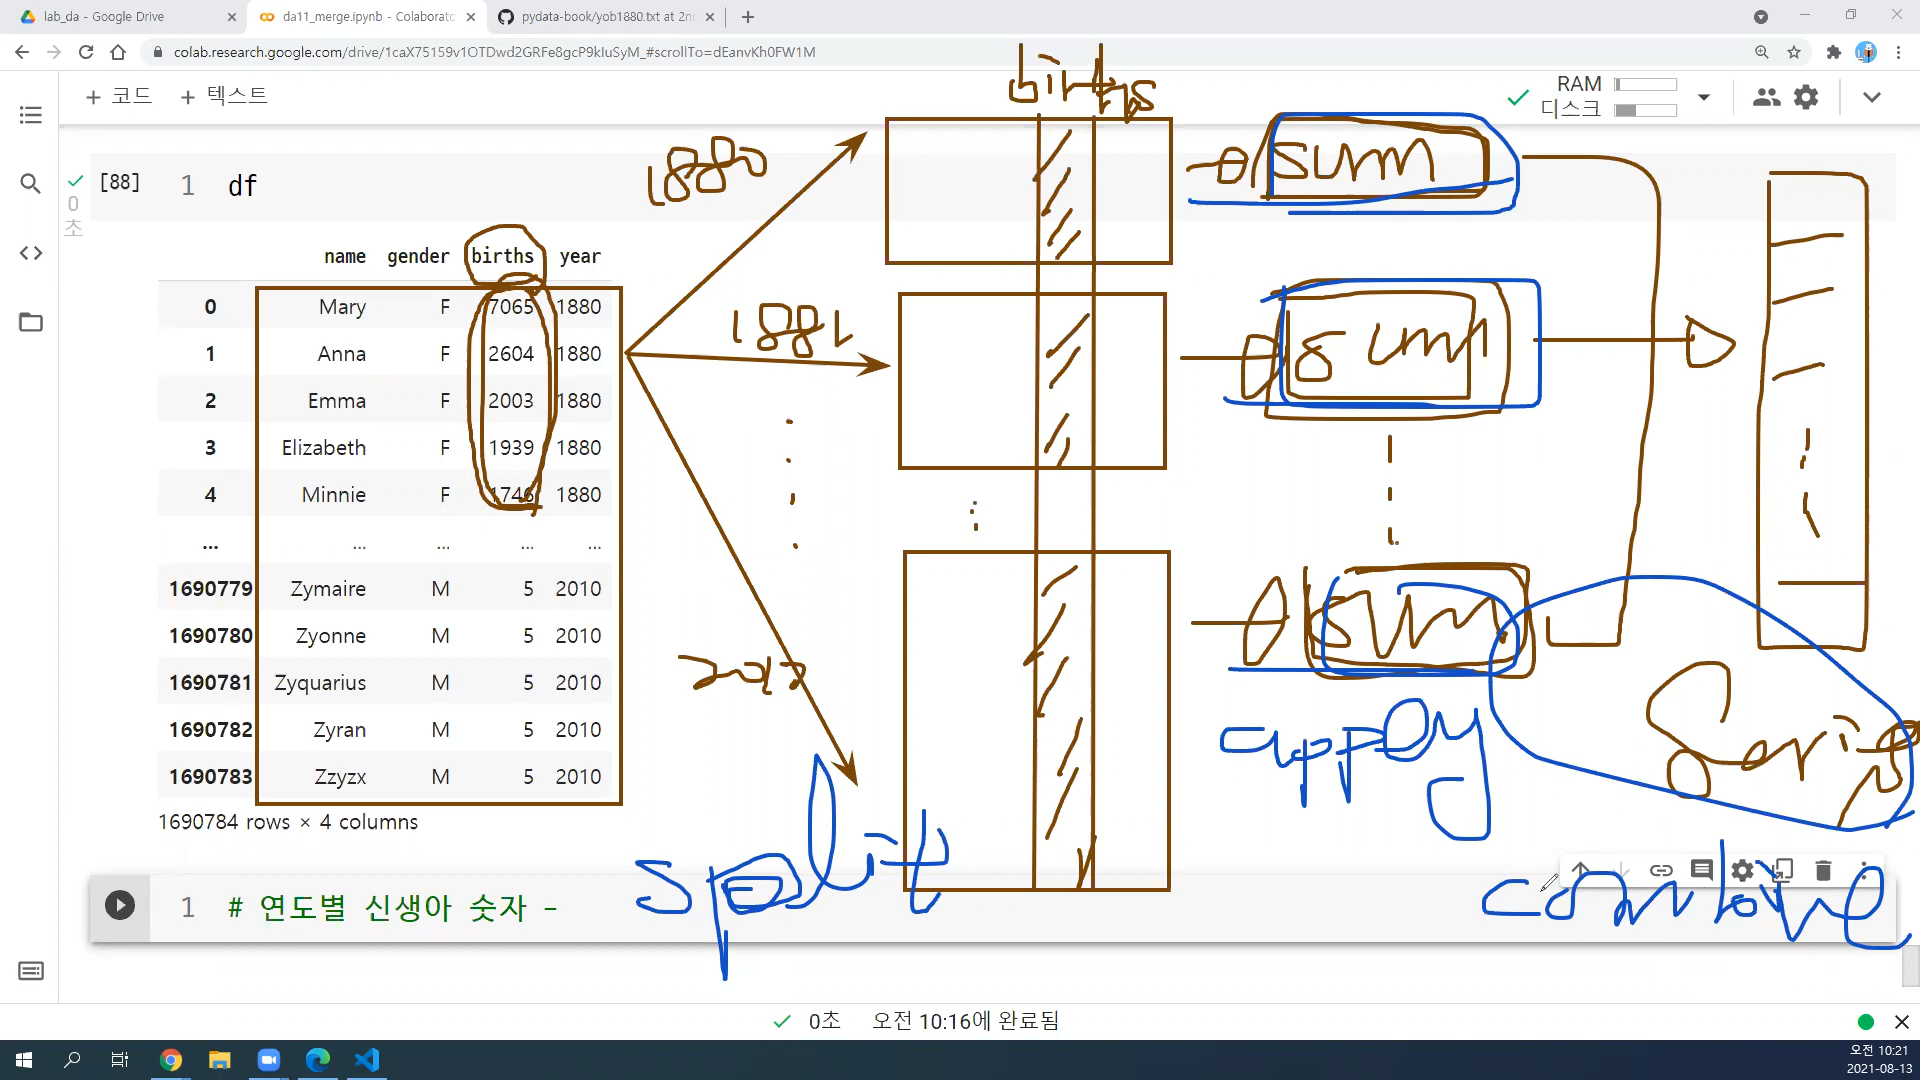 lab_da - Google Drive
da11_merge.ipynb - Colaborato
pydata-book/yob1880.txt at 2nd
colab.research.google.com/drive/1caX75159v1OTDwd2GRFe8gcP9kIuSyM_#scrollTo=dEanvKh0FW1M
+ 코드 + 텍스트
RAM
디스크
births
1880
sum
[88] 1 df
0
초
name gender births year
0 Mary F 7065 1880
1 Anna F 2604 1880
2 Emma F 2003 1880
3 Elizabeth F 1939 1880
4 Minnie F 1746 1880
... ... ... ... ...
1690779 Zymaire M 5 2010
1690780 Zyonne M 5 2010
1690781 Zyquarius M 5 2010
1690782 Zyran M 5 2010
1690783 Zzyzx M 5 2010
1690784 rows × 4 columns
1881
sum
sum
2010
apply
Series
split
combine
1 # 연도별 신생아 숫자 -
0초 오전 10:16에 완료됨
오전 10:21
2021-08-13